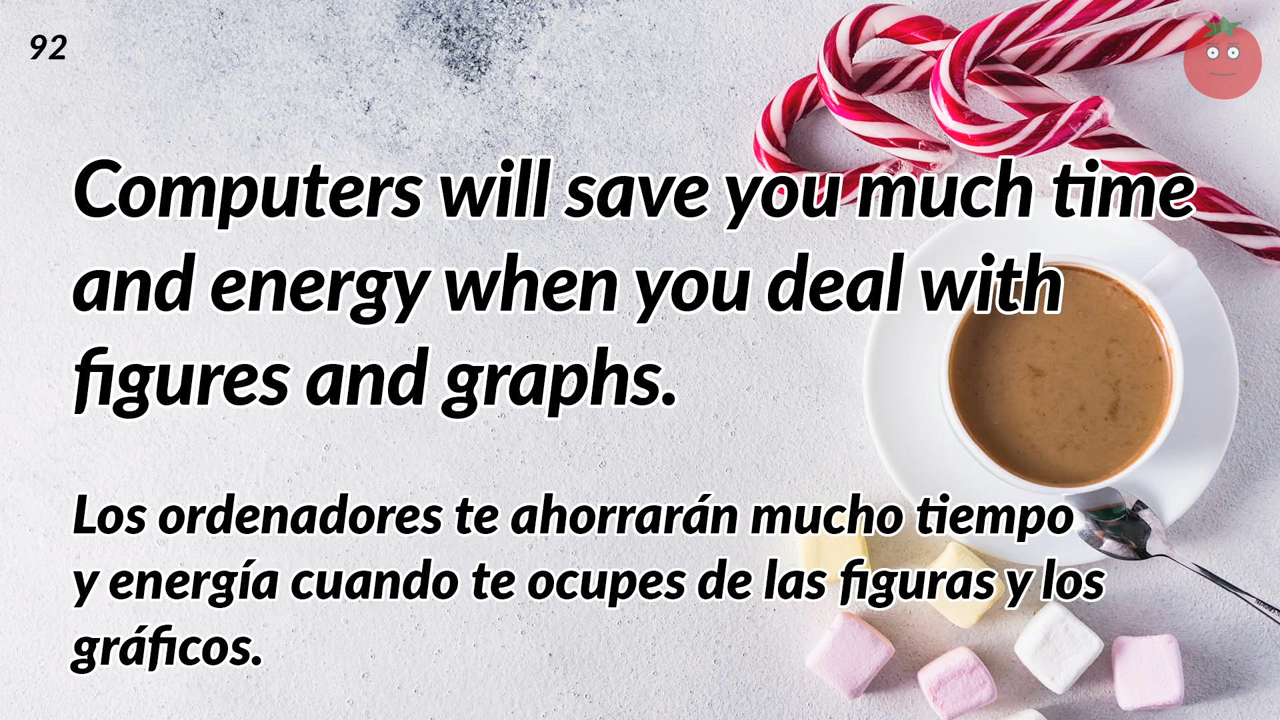 92
Computers will save you much time
and energy when you deal with
figures and graphs.
Los ordenadores te ahorrarán mucho tiempo
y energía cuando te ocupes de las figuras y los
gráficos.